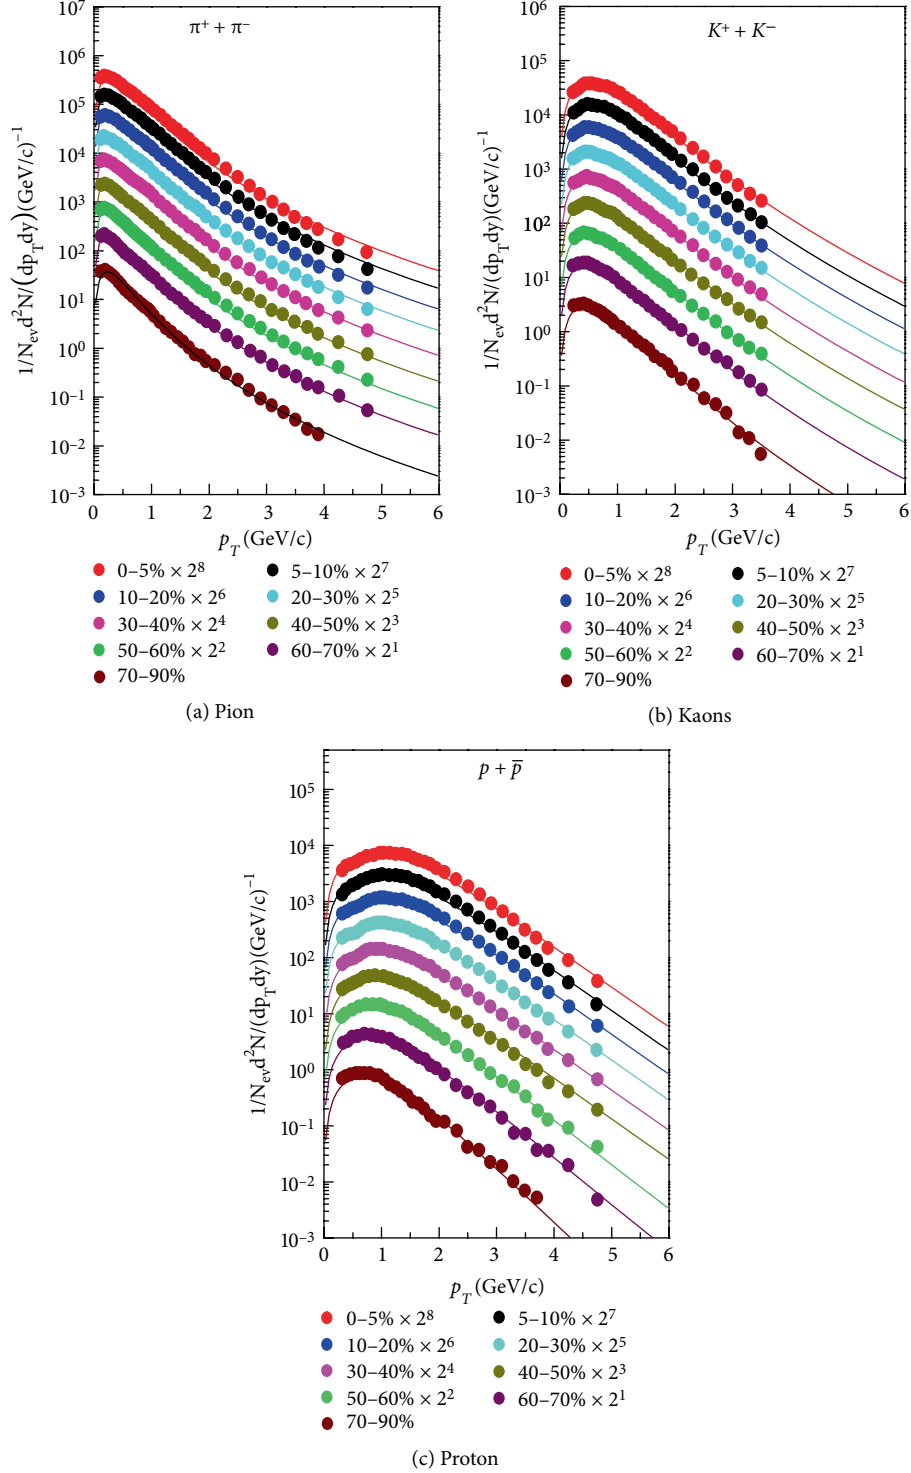 π⁺ + π⁻
1/N_ev d²N/(dp_T dy)(GeV/c)⁻¹
10⁷
10⁶
10⁵
10⁴
10³
10²
10¹
10⁰
10⁻¹
10⁻²
10⁻³
0 1 2 3 4 5 6
p_T (GeV/c)
0–5% × 2⁸ 5–10% × 2⁷
10–20% × 2⁶ 20–30% × 2⁵
30–40% × 2⁴ 40–50% × 2³
50–60% × 2² 60–70% × 2¹
70–90%
(a) Pion
K⁺ + K⁻
1/N_ev d²N/(dp_T dy)(GeV/c)⁻¹
10⁵
10⁴
10³
10²
10¹
10⁰
10⁻¹
10⁻²
10⁻³
0 1 2 3 4 5 6
p_T (GeV/c)
0–5% × 2⁸ 5–10% × 2⁷
10–20% × 2⁶ 20–30% × 2⁵
30–40% × 2⁴ 40–50% × 2³
50–60% × 2² 60–70% × 2¹
70–90%
(b) Kaons
p + p̅
1/N_ev d²N/(dp_T dy)(GeV/c)⁻¹
10⁵
10⁴
10³
10²
10¹
10⁰
10⁻¹
10⁻²
10⁻³
0 1 2 3 4 5 6
p_T (GeV/c)
0–5% × 2⁸ 5–10% × 2⁷
10–20% × 2⁶ 20–30% × 2⁵
30–40% × 2⁴ 40–50% × 2³
50–60% × 2² 60–70% × 2¹
70–90%
(c) Proton